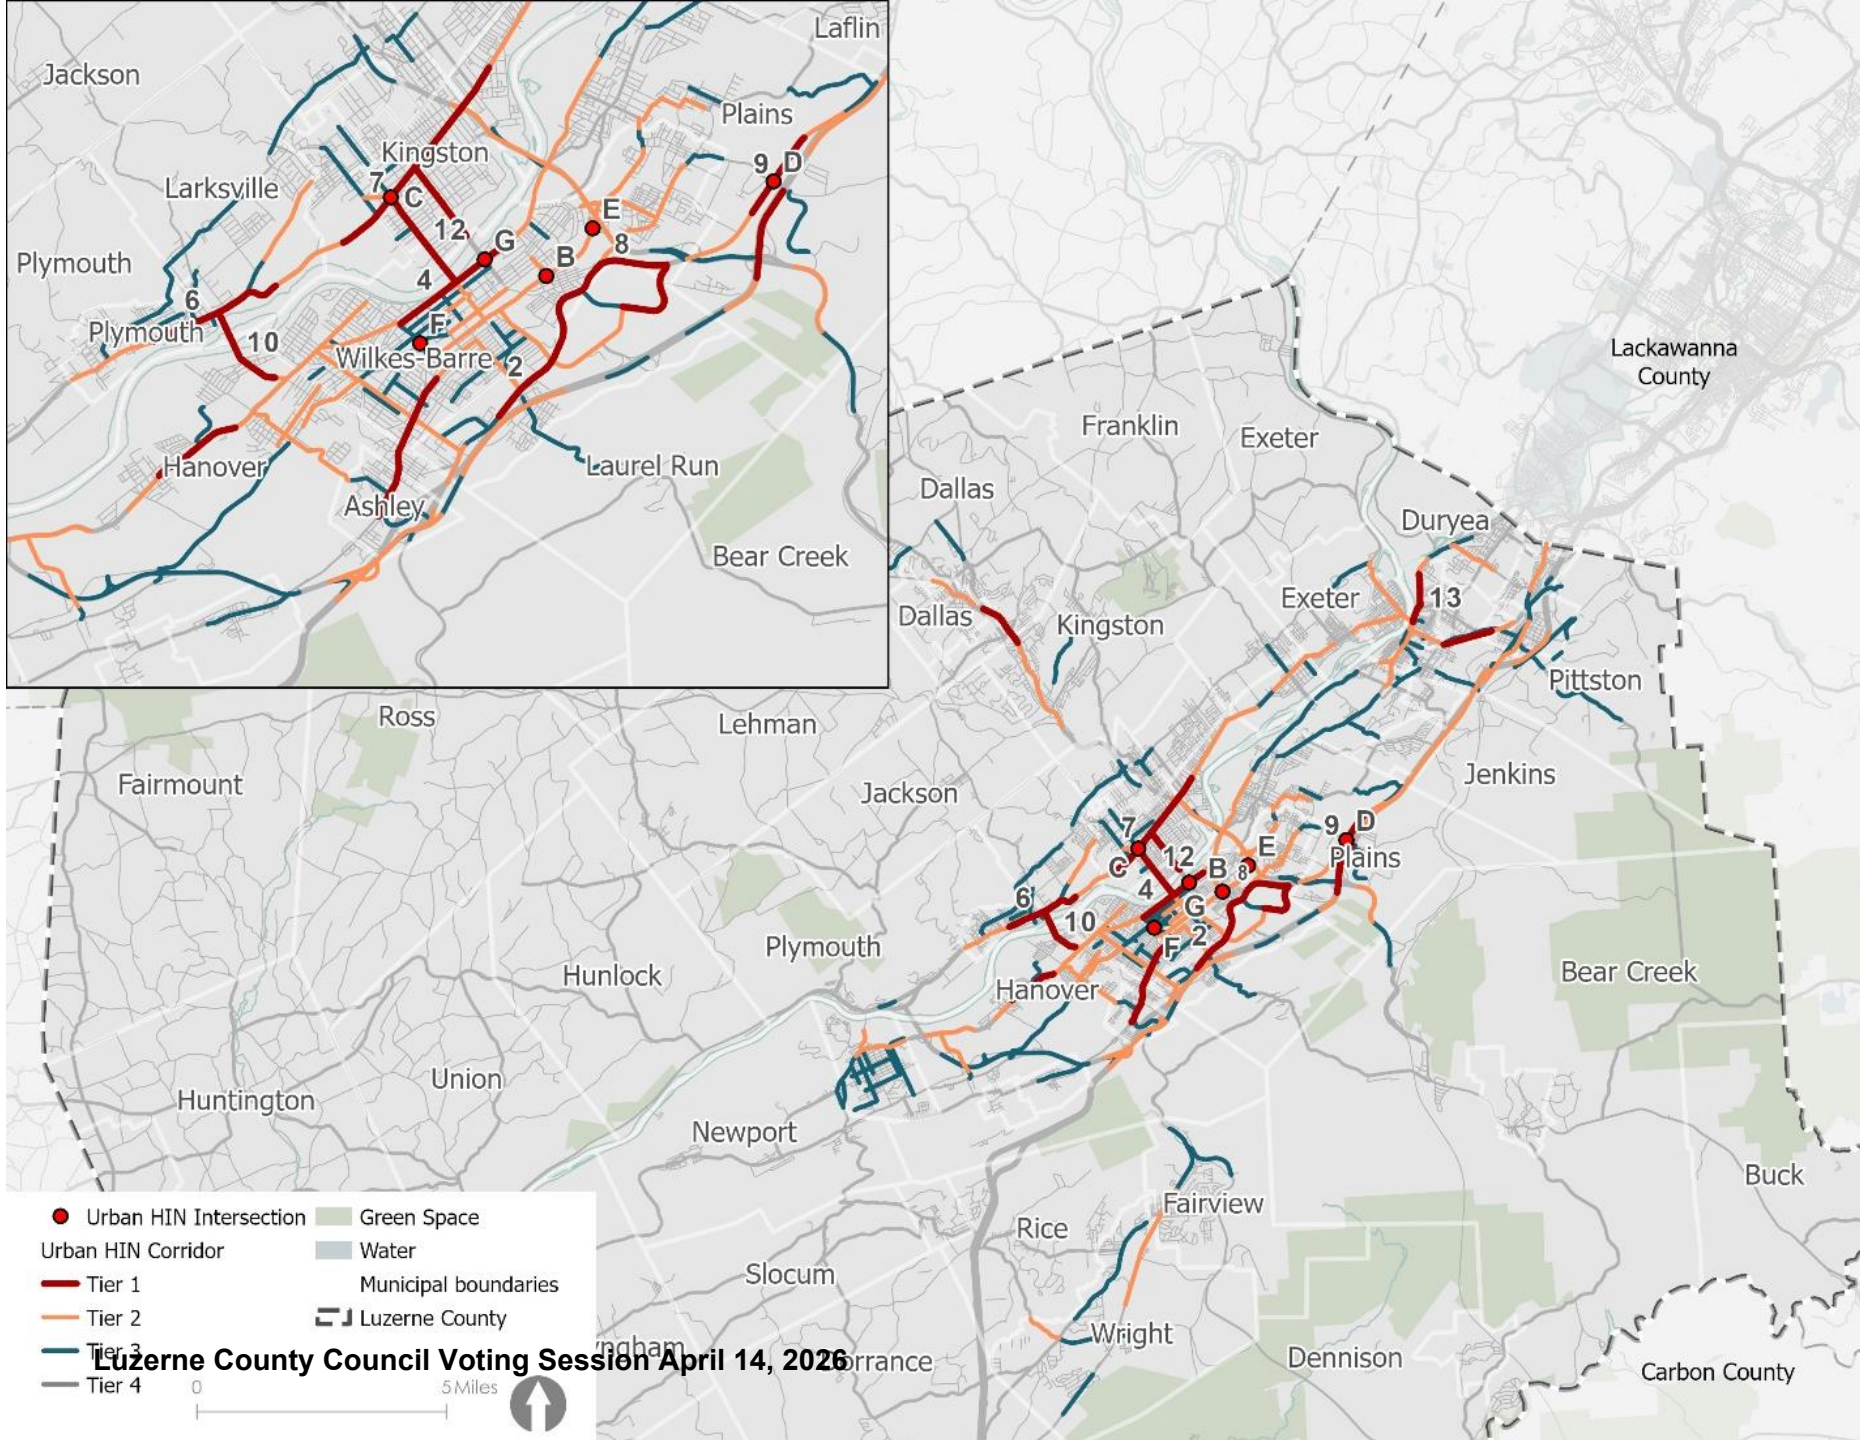 Laflin
Jackson
Plains
Kingston
9 D
7
C
Larksville
12
E
G
8
B
Plymouth
4
6
F
Plymouth
10
Wilkes-Barre
2
Hanover
Laurel Run
Ashley
Bear Creek
Lackawanna
County
Franklin
Exeter
Dallas
Duryea
Exeter
13
Dallas
Kingston
Pittston
Ross
Lehman
Fairmount
Jackson
Jenkins
7
9 D
12
E
Plains
C
B
8
4
6
G
10
F
2
Plymouth
Hunlock
Hanover
Bear Creek
Union
Huntington
Newport
Buck
Fairview
Rice
Slocum
Wright
Dennison
Carbon County
Urban HIN Intersection
Urban HIN Corridor
Tier 1
Tier 2
Tier 3
Tier 4
Green Space
Water
Municipal boundaries
Luzerne County
Luzerne County Council Voting Session April 14, 2026
0
5 Miles